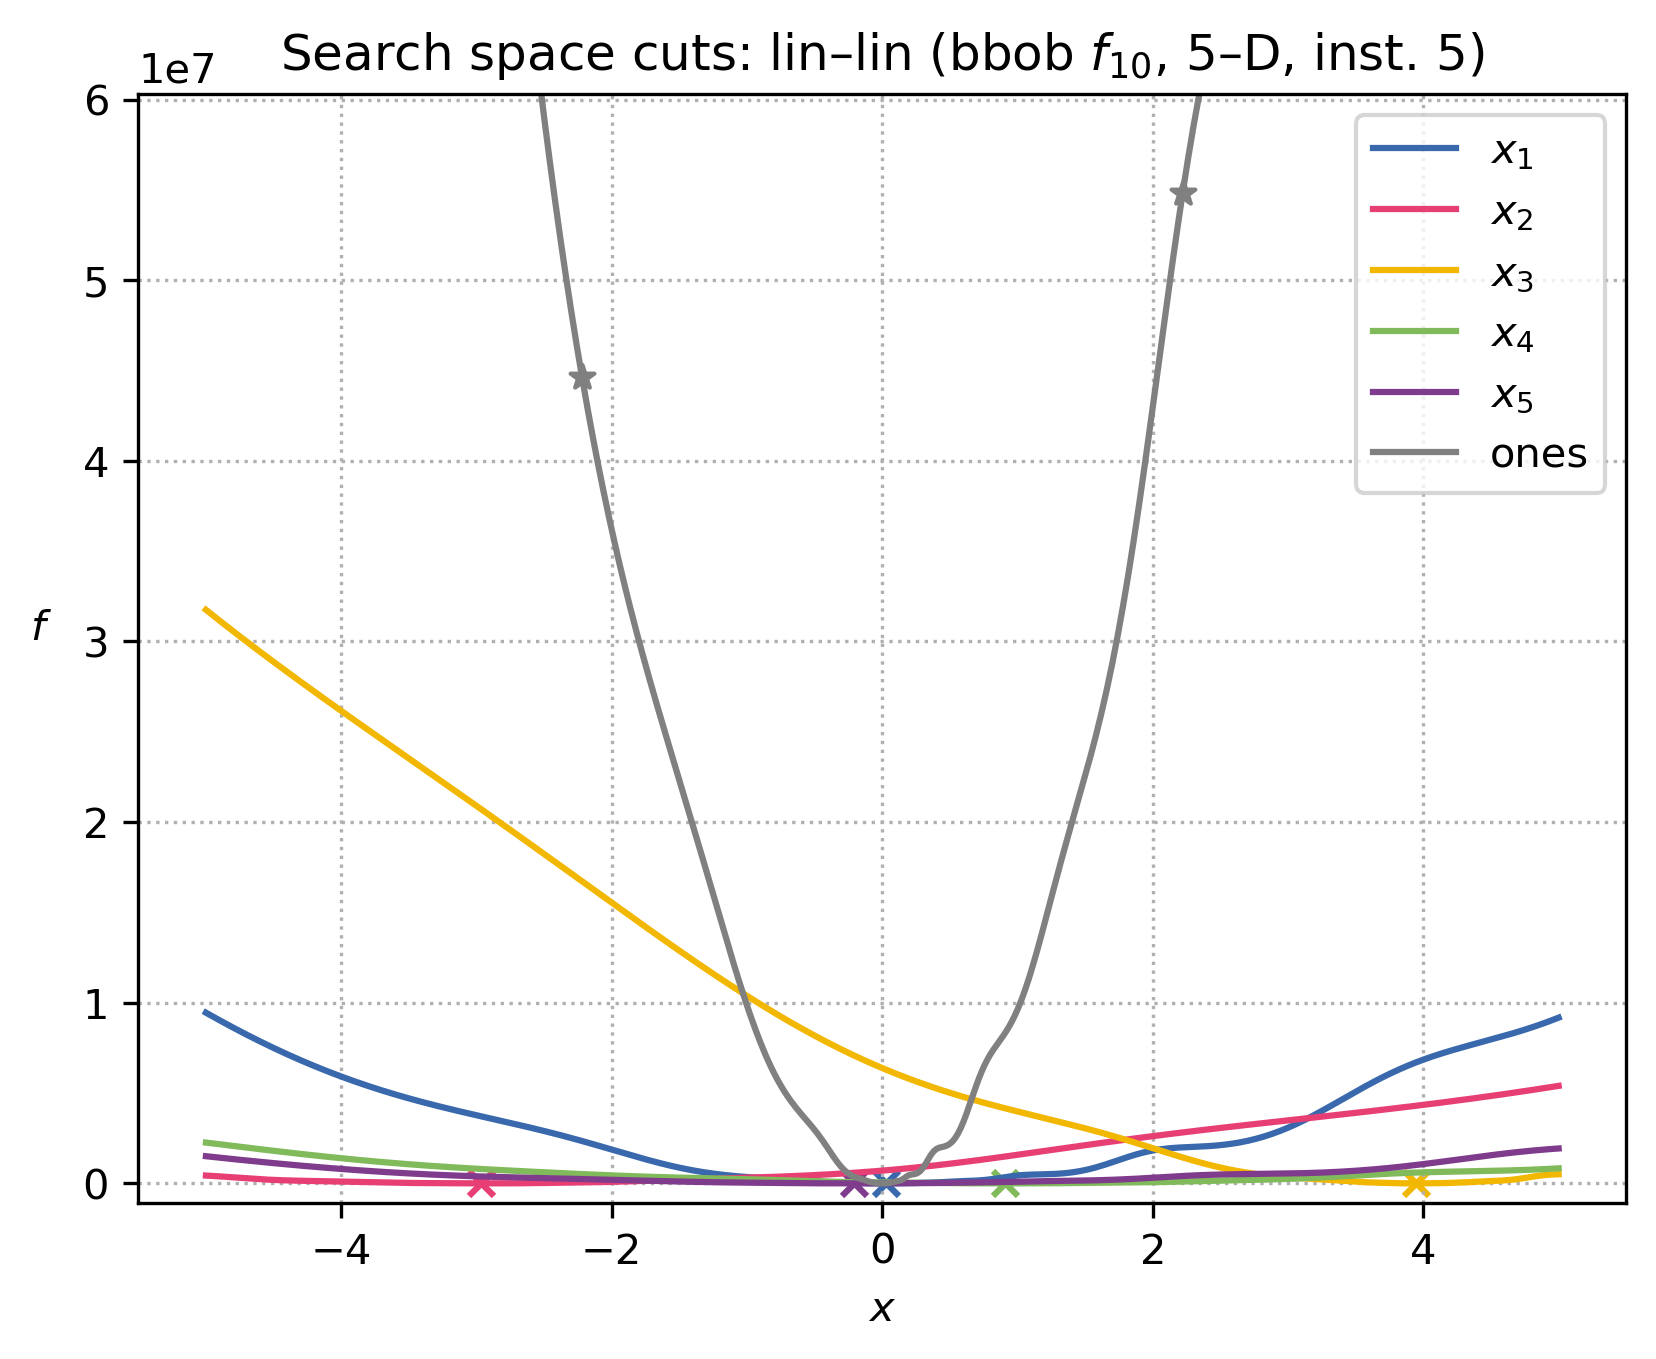 Search space cuts: lin–lin (bbob f₁₀, 5–D, inst. 5)
1e7
6
5
4
3
2
1
0
f
−4
−2
0
2
4
x
x₁
x₂
x₃
x₄
x₅
ones